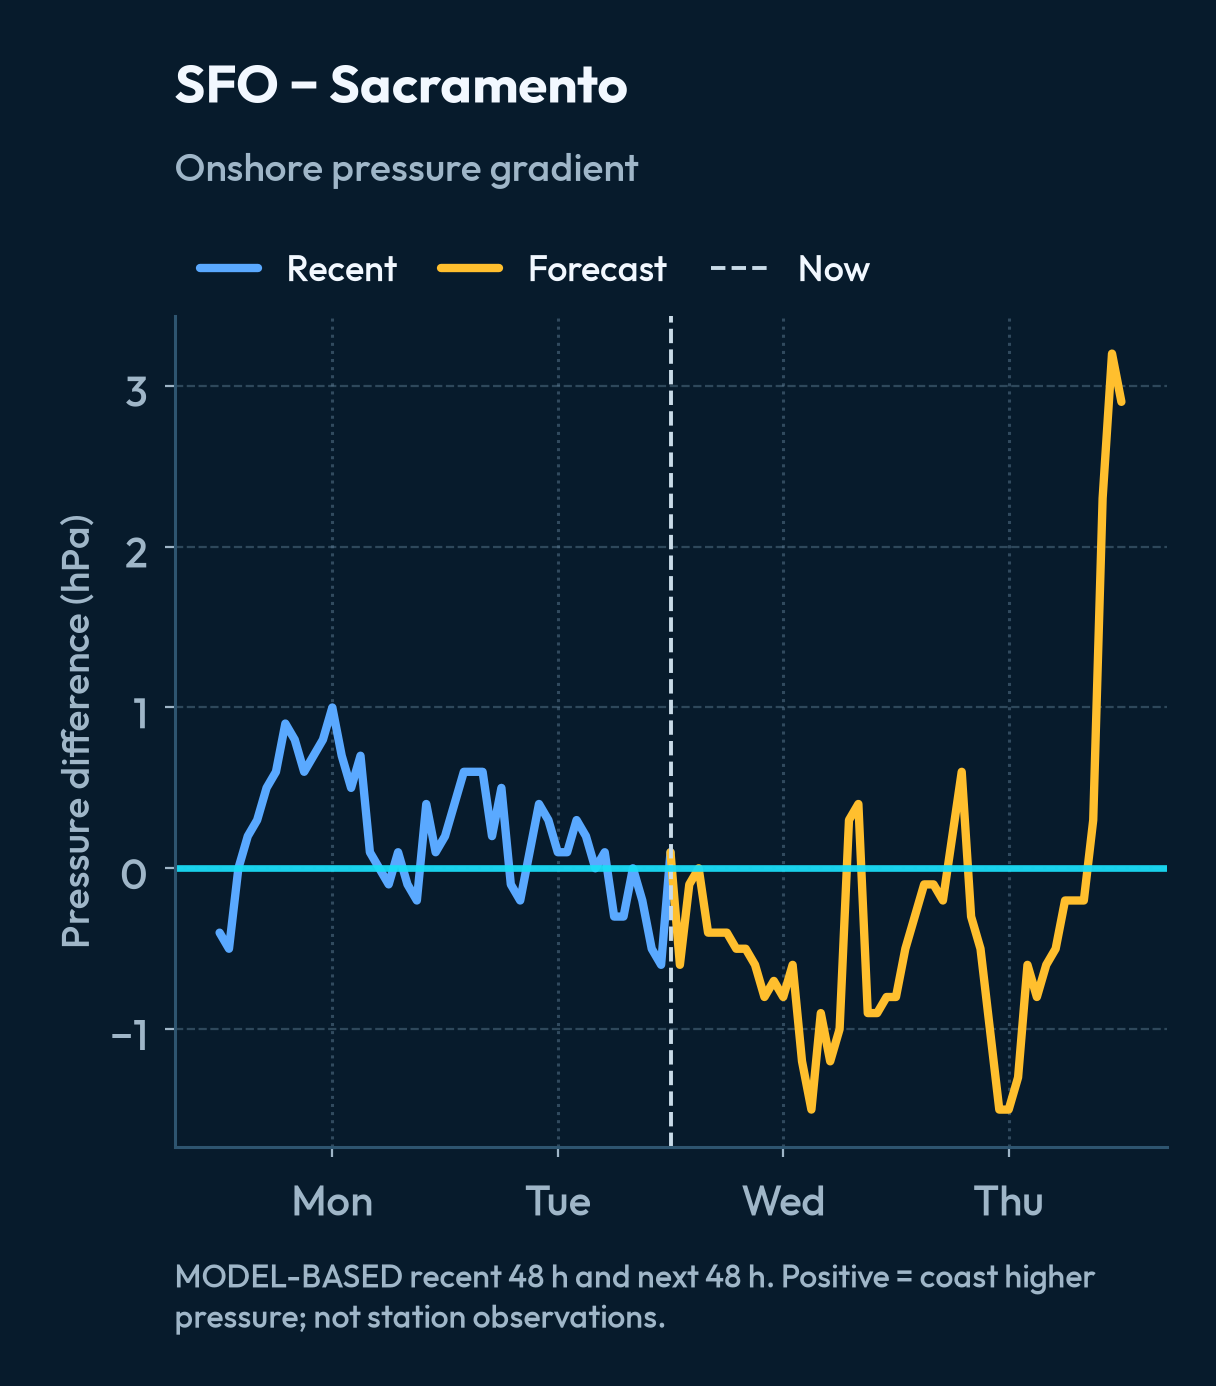 SFO – Sacramento
Onshore pressure gradient
Recent Forecast Now
Pressure difference (hPa)
3
2
1
0
−1
Mon Tue Wed Thu
MODEL-BASED recent 48 h and next 48 h. Positive = coast higher
pressure; not station observations.